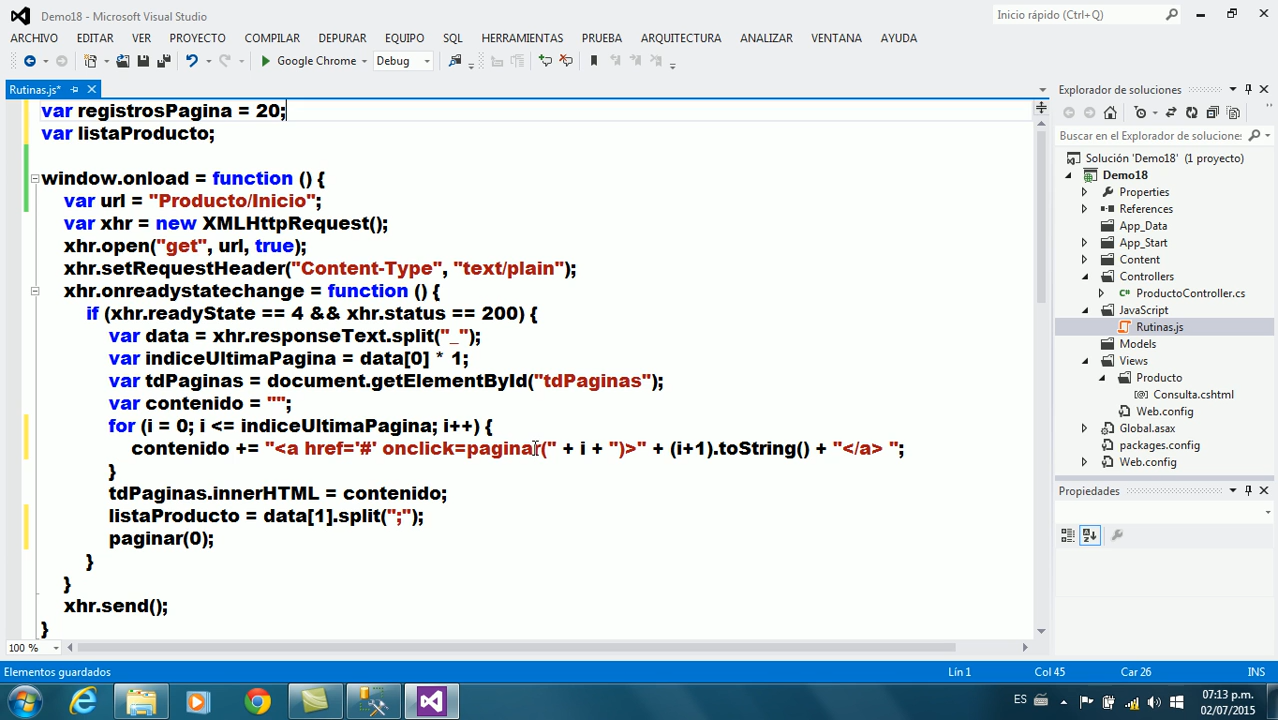 Demo18 - Microsoft Visual Studio
Inicio rápido (Ctrl+Q)
ARCHIVO EDITAR VER PROYECTO COMPILAR DEPURAR EQUIPO SQL HERRAMIENTAS PRUEBA ARQUITECTURA ANALIZAR VENTANA AYUDA
Google Chrome Debug
Rutinas.js*
var registrosPagina = 20;
var listaProducto;
window.onload = function () {
var url = "Producto/Inicio";
var xhr = new XMLHttpRequest();
xhr.open("get", url, true);
xhr.setRequestHeader("Content-Type", "text/plain");
xhr.onreadystatechange = function () {
if (xhr.readyState == 4 && xhr.status == 200) {
var data = xhr.responseText.split("_");
var indiceUltimaPagina = data[0] * 1;
var tdPaginas = document.getElementById("tdPaginas");
var contenido = "";
for (i = 0; i <= indiceUltimaPagina; i++) {
contenido += "<a href='#' onclick=paginar(" + i + ")>" + (i+1).toString() + "</a> ";
}
tdPaginas.innerHTML = contenido;
listaProducto = data[1].split(";");
paginar(0);
}
}
xhr.send();
}
100 %
Explorador de soluciones
Buscar en el Explorador de soluciones
Solución 'Demo18' (1 proyecto)
Demo18
Properties
References
App_Data
App_Start
Content
Controllers
ProductoController.cs
JavaScript
Rutinas.js
Models
Views
Producto
Consulta.cshtml
Web.config
Global.asax
packages.config
Web.config
Propiedades
Elementos guardados Lín 1 Col 45 Car 26 INS
ES 07:13 p.m.
02/07/2015